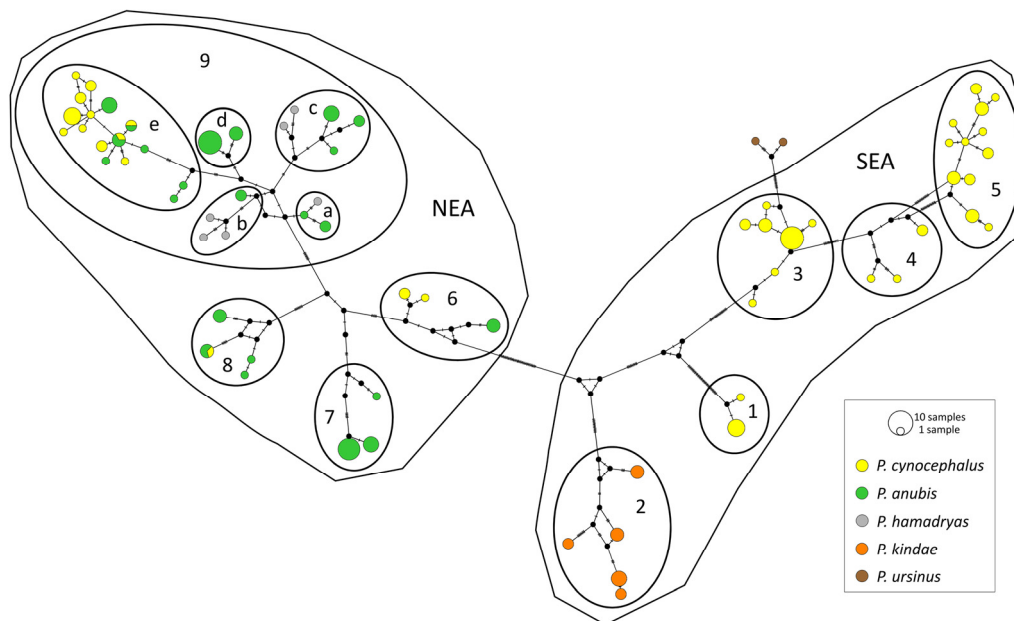 9
c
d
e
SEA
5
NEA
a
b
4
3
6
8
1
7
10 samples
1 sample
2
P. cynocephalus
P. anubis
P. hamadryas
P. kindae
P. ursinus